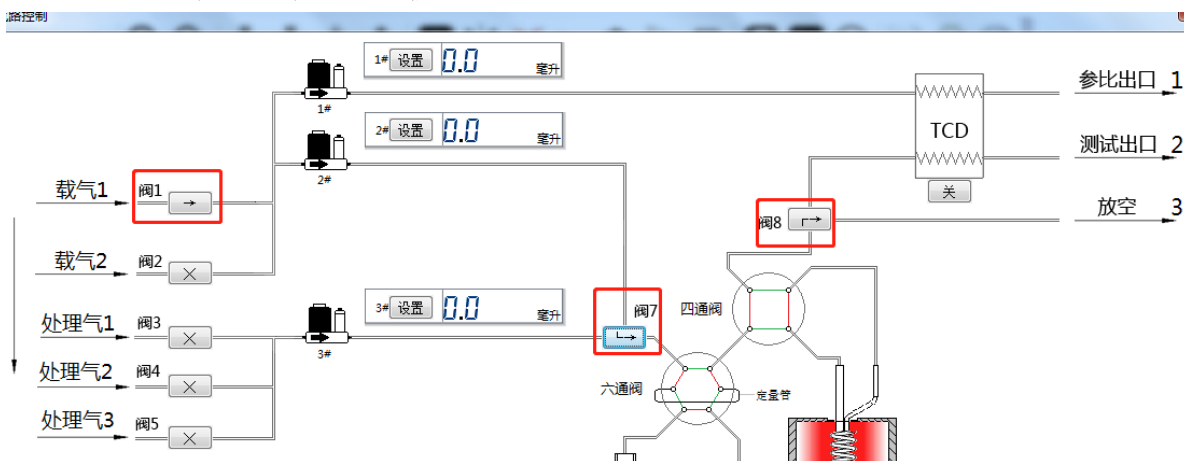 路控制
1# 设置 0.0 毫升
1#
参比出口 1
2# 设置 0.0 毫升
2#
TCD
测试出口 2
关
载气1 阀1 →
阀8
放空 3
载气2 阀2 ×
3# 设置 0.0 毫升
3#
阀7
四通阀
处理气1 阀3 ×
处理气2 阀4 ×
六通阀
定量管
处理气3 阀5 ×